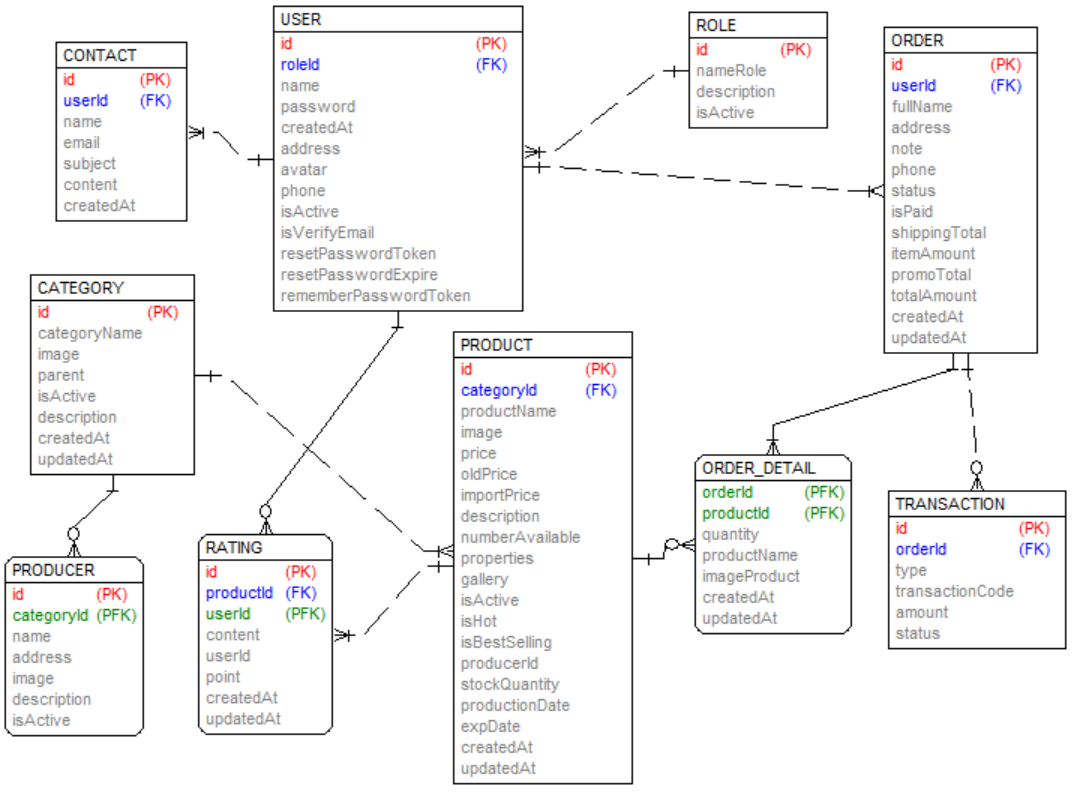 CONTACT
id (PK)
userId (FK)
name
email
subject
content
createdAt
USER
id (PK)
roleId (FK)
name
password
createdAt
address
avatar
phone
isActive
isVerifyEmail
resetPasswordToken
resetPasswordExpire
rememberPasswordToken
ROLE
id (PK)
nameRole
description
isActive
ORDER
id (PK)
userId (FK)
fullName
address
note
phone
status
isPaid
shippingTotal
itemAmount
promoTotal
totalAmount
createdAt
updatedAt
CATEGORY
id (PK)
categoryName
image
parent
isActive
description
createdAt
updatedAt
PRODUCT
id (PK)
categoryId (FK)
productName
image
price
oldPrice
importPrice
description
numberAvailable
properties
gallery
isActive
isHot
isBestSelling
producerId
stockQuantity
productionDate
expDate
createdAt
updatedAt
ORDER_DETAIL
orderId (PFK)
productId (PFK)
quantity
productName
imageProduct
createdAt
updatedAt
TRANSACTION
id (PK)
orderId (FK)
type
transactionCode
amount
status
PRODUCER
id (PK)
categoryId (PFK)
name
address
image
description
isActive
RATING
id (PK)
productId (FK)
userId (PFK)
content
userId
point
createdAt
updatedAt